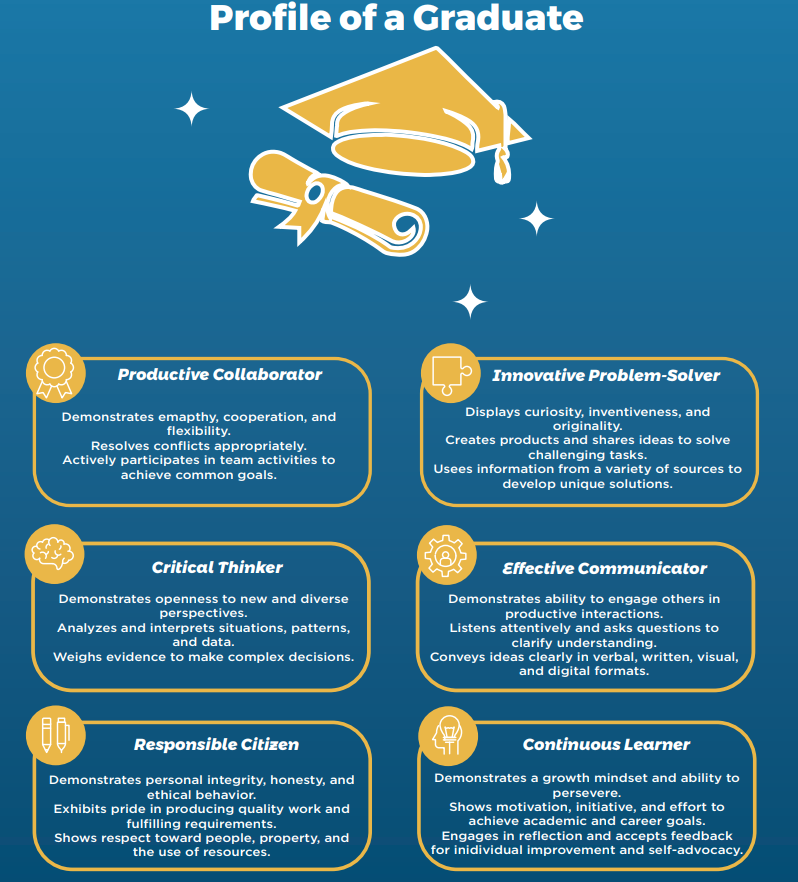 Profile of a Graduate
Productive Collaborator
Demonstrates emapthy, cooperation, and
flexibility.
Resolves conflicts appropriately.
Actively participates in team activities to
achieve common goals.
Innovative Problem-Solver
Displays curiosity, inventiveness, and
originality.
Creates products and shares ideas to solve
challenging tasks.
Usees information from a variety of sources to
develop unique solutions.
Critical Thinker
Demonstrates openness to new and diverse
perspectives.
Analyzes and interprets situations, patterns,
and data.
Weighs evidence to make complex decisions.
Effective Communicator
Demonstrates ability to engage others in
productive interactions.
Listens attentively and asks questions to
clarify understanding.
Conveys ideas clearly in verbal, written, visual,
and digital formats.
Responsible Citizen
Demonstrates personal integrity, honesty, and
ethical behavior.
Exhibits pride in producing quality work and
fulfilling requirements.
Shows respect toward people, property, and
the use of resources.
Continuous Learner
Demonstrates a growth mindset and ability to
persevere.
Shows motivation, initiative, and effort to
achieve academic and career goals.
Engages in reflection and accepts feedback
for inidividual improvement and self-advocacy.